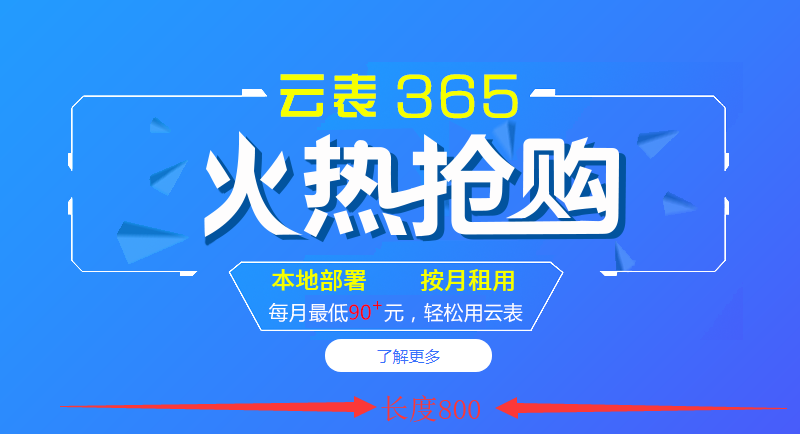 云表 365
火热抢购
本地部署 按月租用
每月最低90+元，轻松用云表
了解更多
长度800